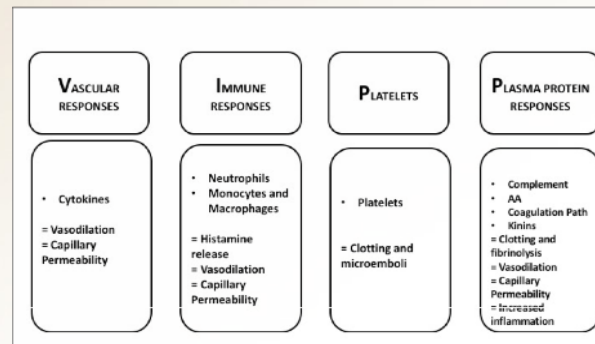 VASCULAR
RESPONSES
• Cytokines
= Vasodilation
= Capillary
Permeability
IMMUNE
RESPONSES
• Neutrophils
• Monocytes and
Macrophages
= Histamine
release
= Vasodilation
= Capillary
Permeability
PLATELETS
• Platelets
= Clotting and
microemboli
PLASMA PROTEIN
RESPONSES
• Complement
• AA
• Coagulation Path
• Kinins
= Clotting and
fibrinolysis
= Vasodilation
= Capillary
Permeability
= Increased
inflammation